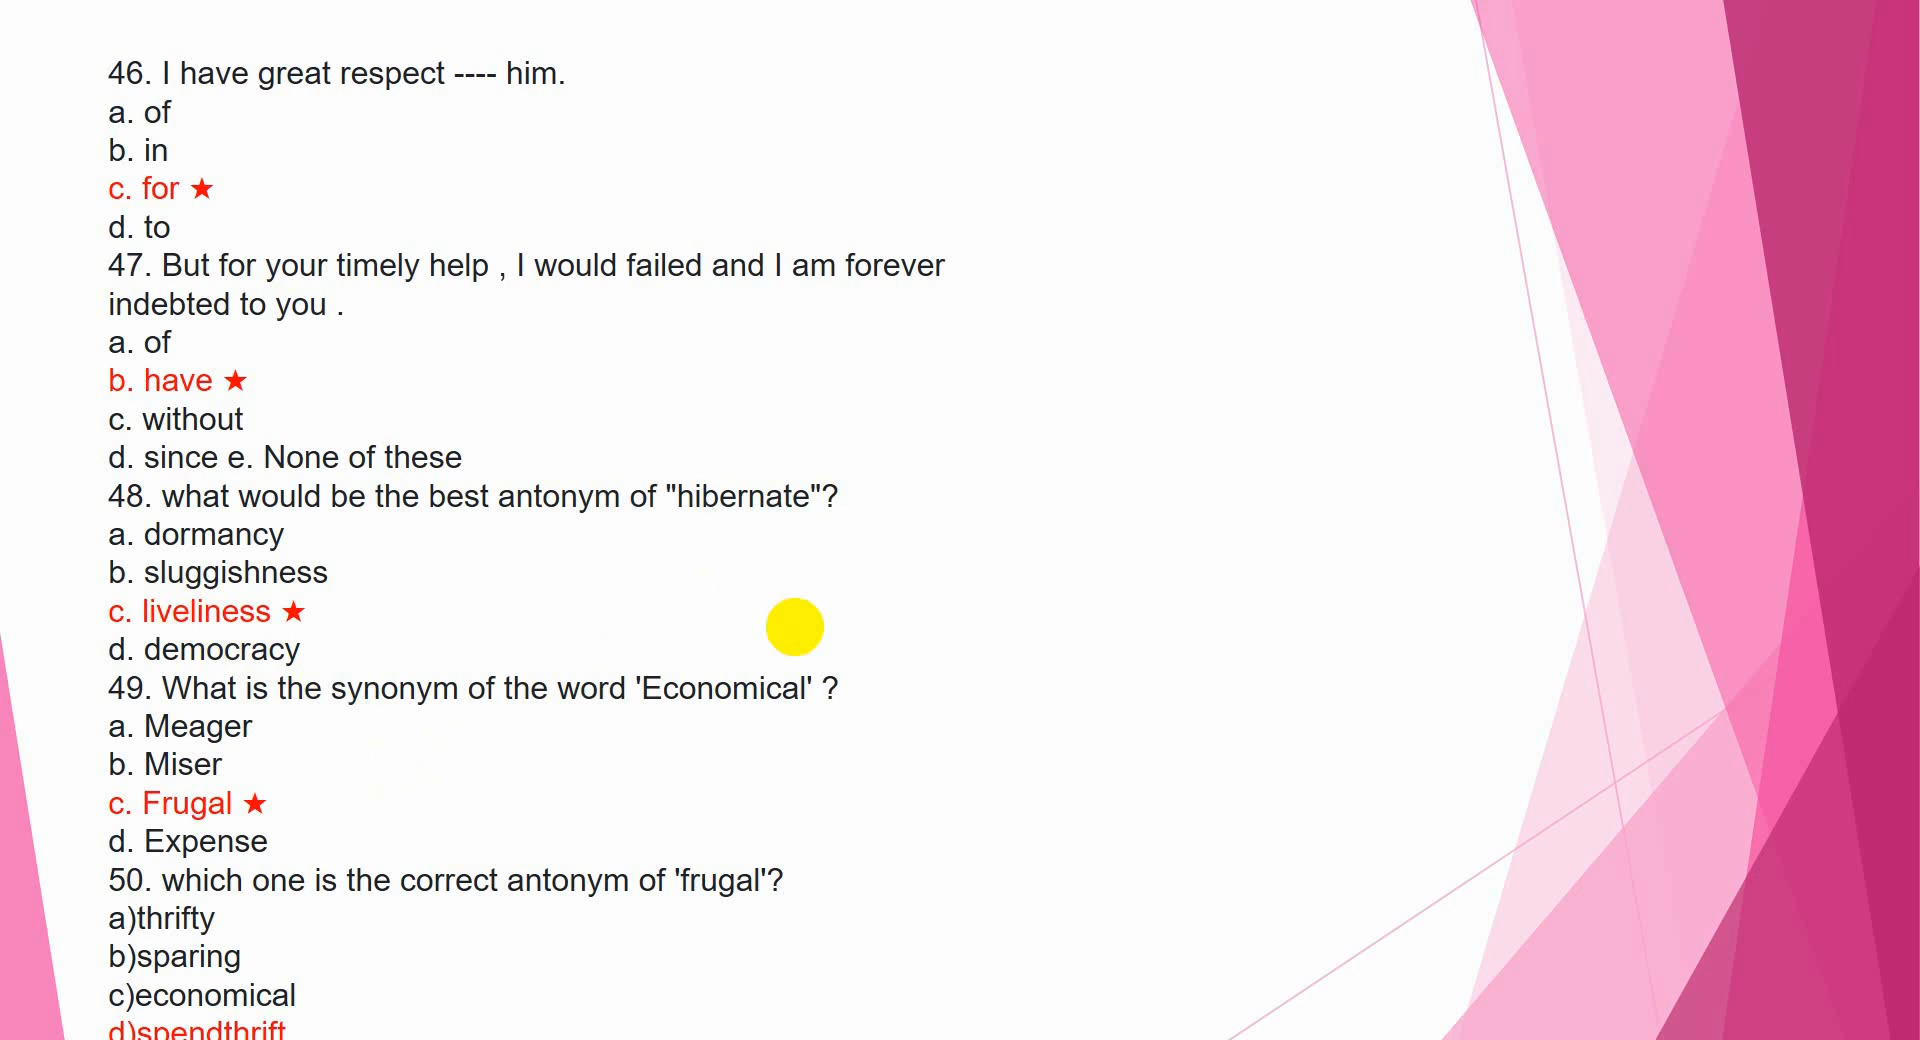 46. I have great respect ---- him.
a. of
b. in
c. for ★
d. to
47. But for your timely help , I would failed and I am forever
indebted to you .
a. of
b. have ★
c. without
d. since e. None of these
48. what would be the best antonym of "hibernate"?
a. dormancy
b. sluggishness
c. liveliness ★
d. democracy
49. What is the synonym of the word 'Economical' ?
a. Meager
b. Miser
c. Frugal ★
d. Expense
50. which one is the correct antonym of 'frugal'?
a)thrifty
b)sparing
c)economical
d)spendthrift